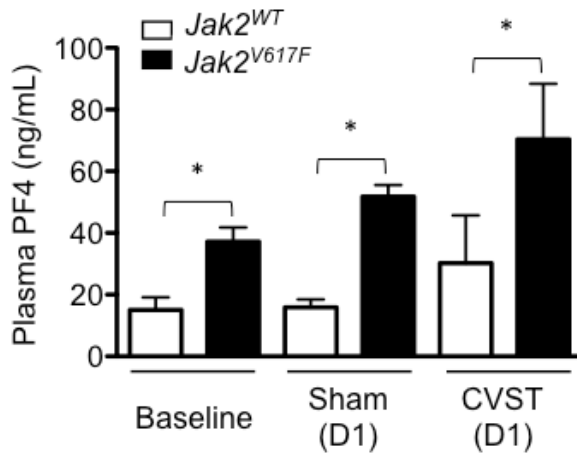 Jak2WT
Jak2V617F
Plasma PF4 (ng/mL)
100
80
60
40
20
0
*
*
*
Baseline
Sham
(D1)
CVST
(D1)